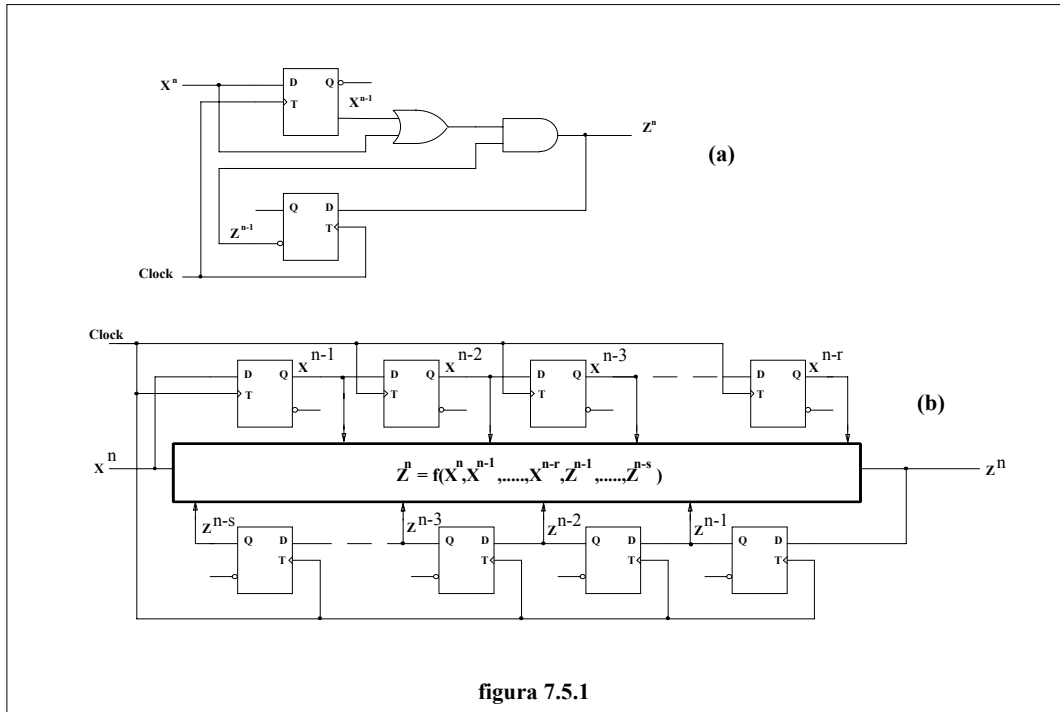 X^n
D Q
X^{n-1}
T
Z^n
(a)
Q D
Z^{n-1}
T
Clock
Clock
X^{n-1} X^{n-2} X^{n-3} X^{n-r}
D Q D Q D Q D Q
T T T T
(b)
X^n
Z^n = f(X^n,X^{n-1},.....,X^{n-r},Z^{n-1},.....,Z^{n-s})
Z^n
Z^{n-s} Z^{n-3} Z^{n-2} Z^{n-1}
Q D Q D Q D Q D
T T T T
figura 7.5.1